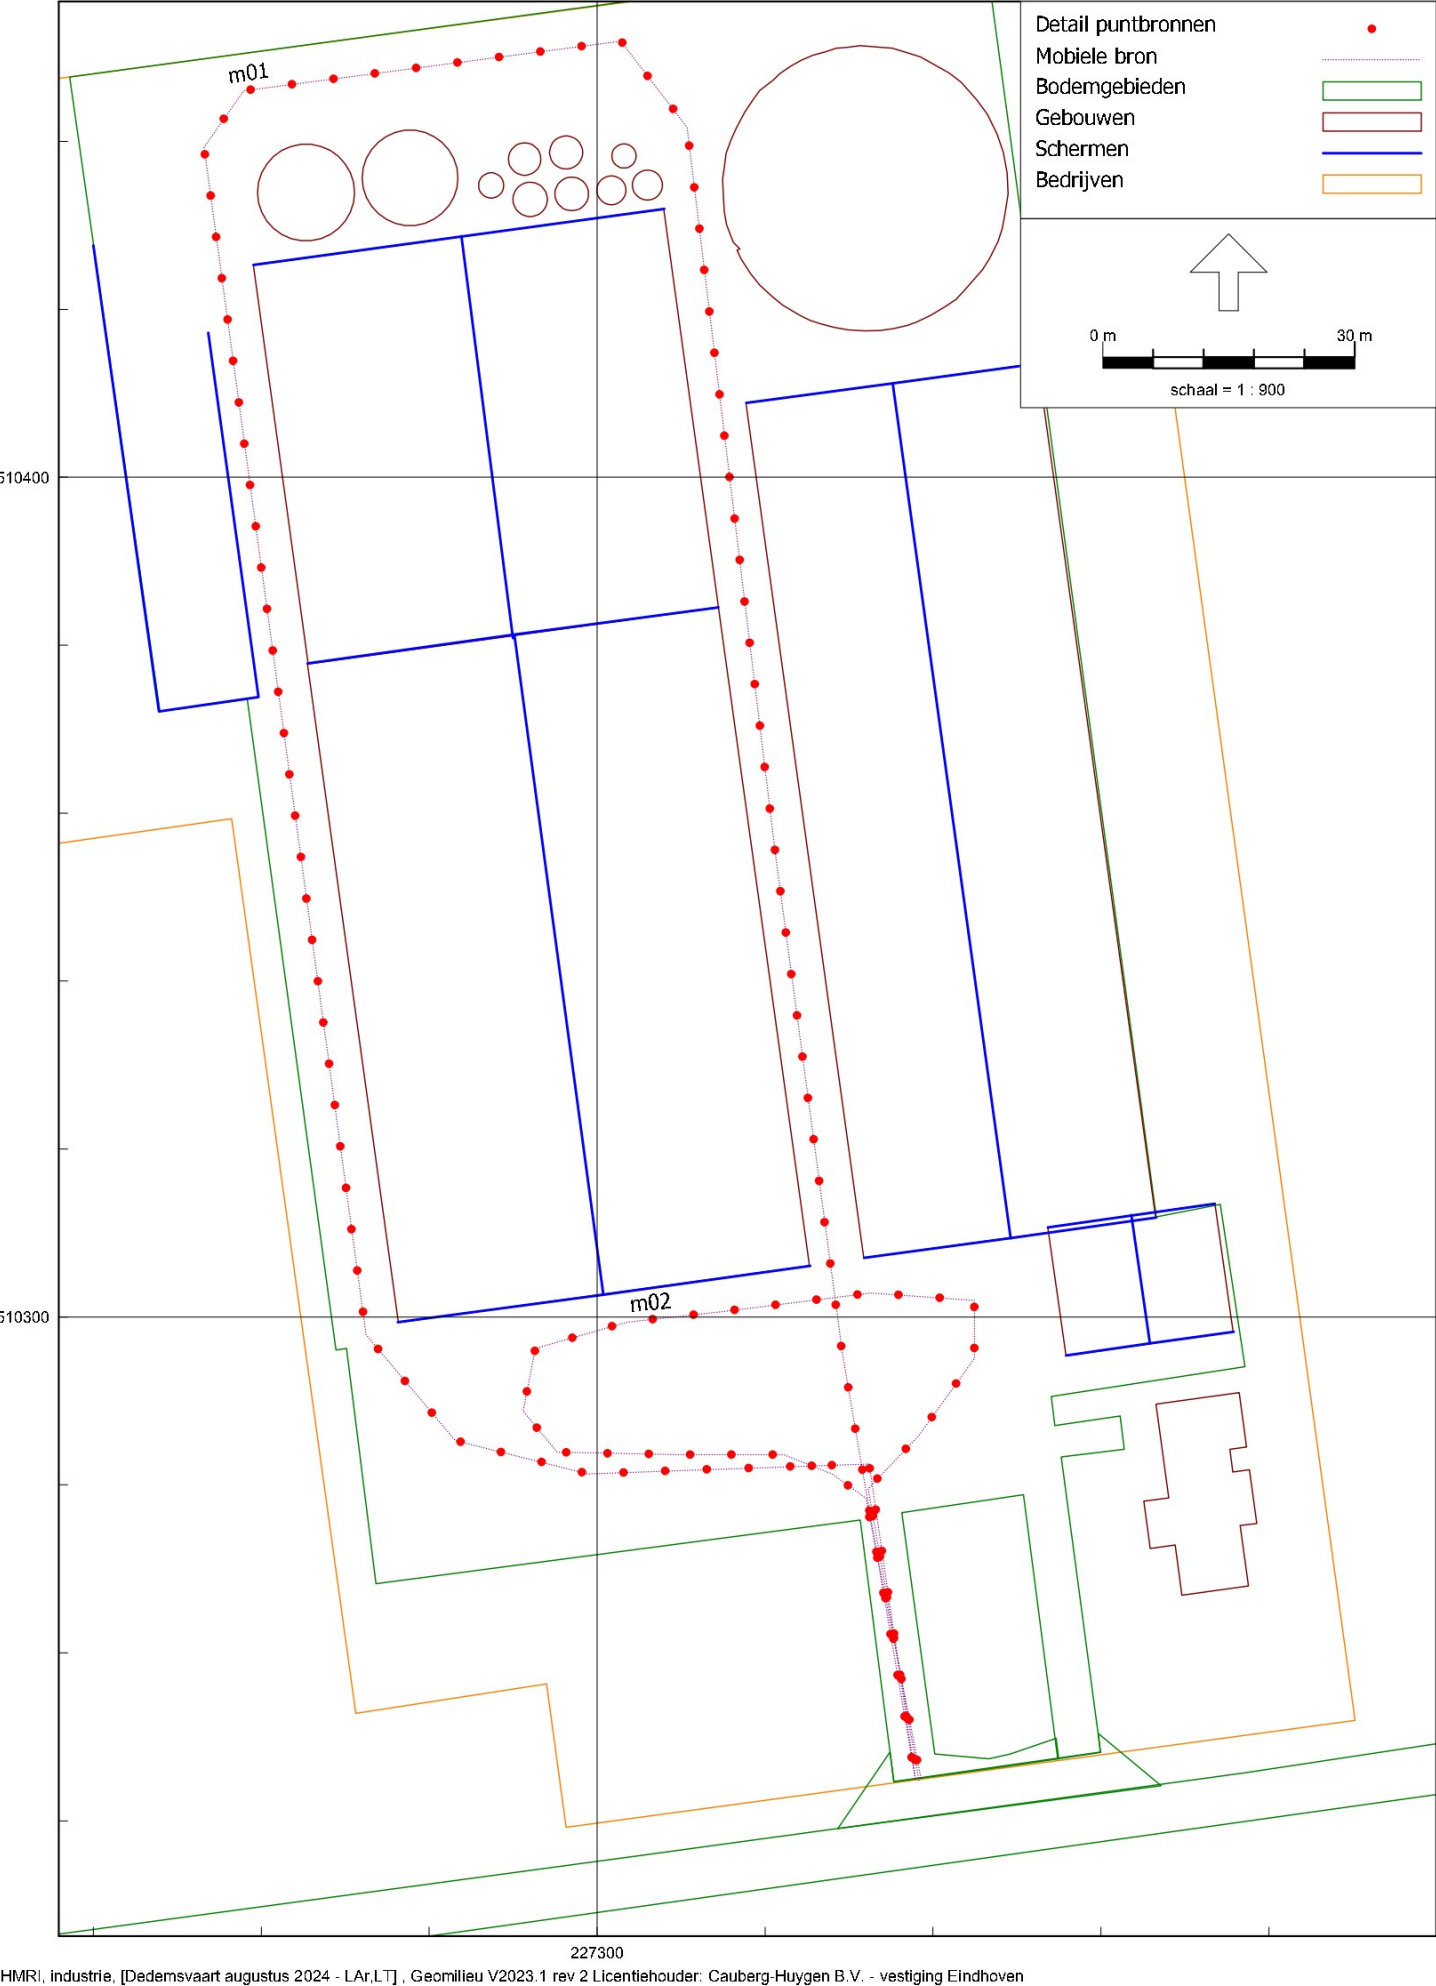 Detail puntbronnen
Mobiele bron
Bodemgebieden
Gebouwen
Schermen
Bedrijven
m01
0 m 30 m
schaal = 1 : 900
510400
510300
m02
227300
HMRI, industrie, [Dedemsvaart augustus 2024 - LAr,LT] , Geomilieu V2023.1 rev 2 Licentiehouder: Cauberg-Huygen B.V. - vestiging Eindhoven